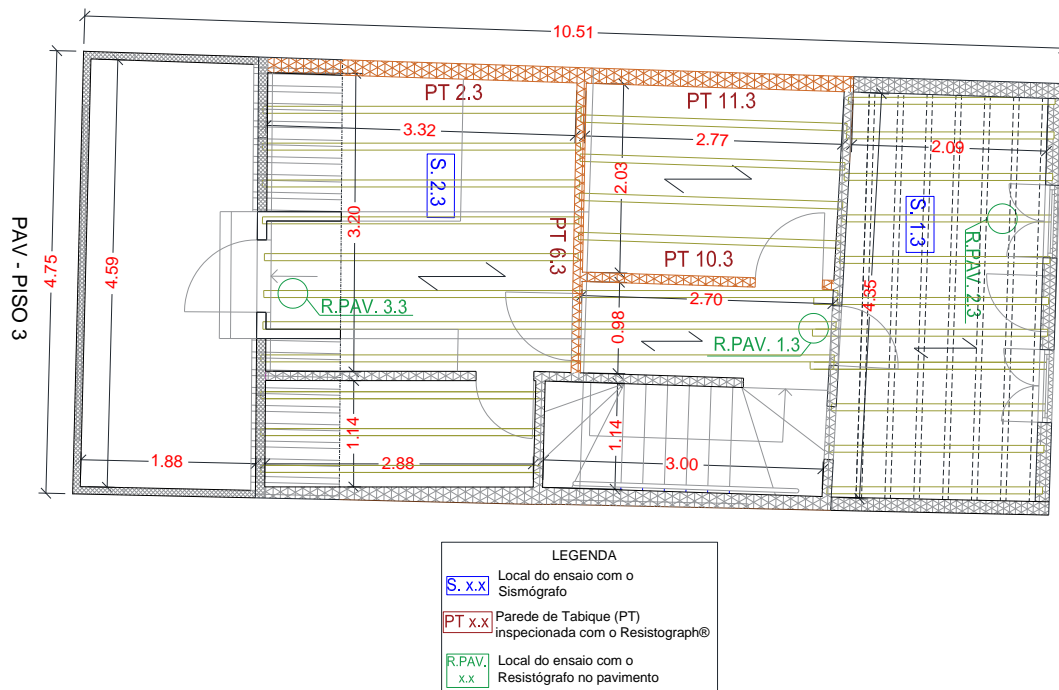 10.51
PT 2.3
PT 11.3
3.32
2.77
2.09
S. 2.3
2.03
S. 1.3
3.20
PT 6.3
PT 10.3
R.PAV. 2.3
PAV - PISO 3
4.75
4.59
R.PAV. 3.3
2.70
4.35
0.98
R.PAV. 1.3
1.14
1.14
1.88
2.88
3.00
LEGENDA
S. x.x
Local do ensaio com o
Sismógrafo
PT x.x
Parede de Tabique (PT)
inspecionada com o Resistograph®
R.PAV.
x.x
Local do ensaio com o
Resistógrafo no pavimento